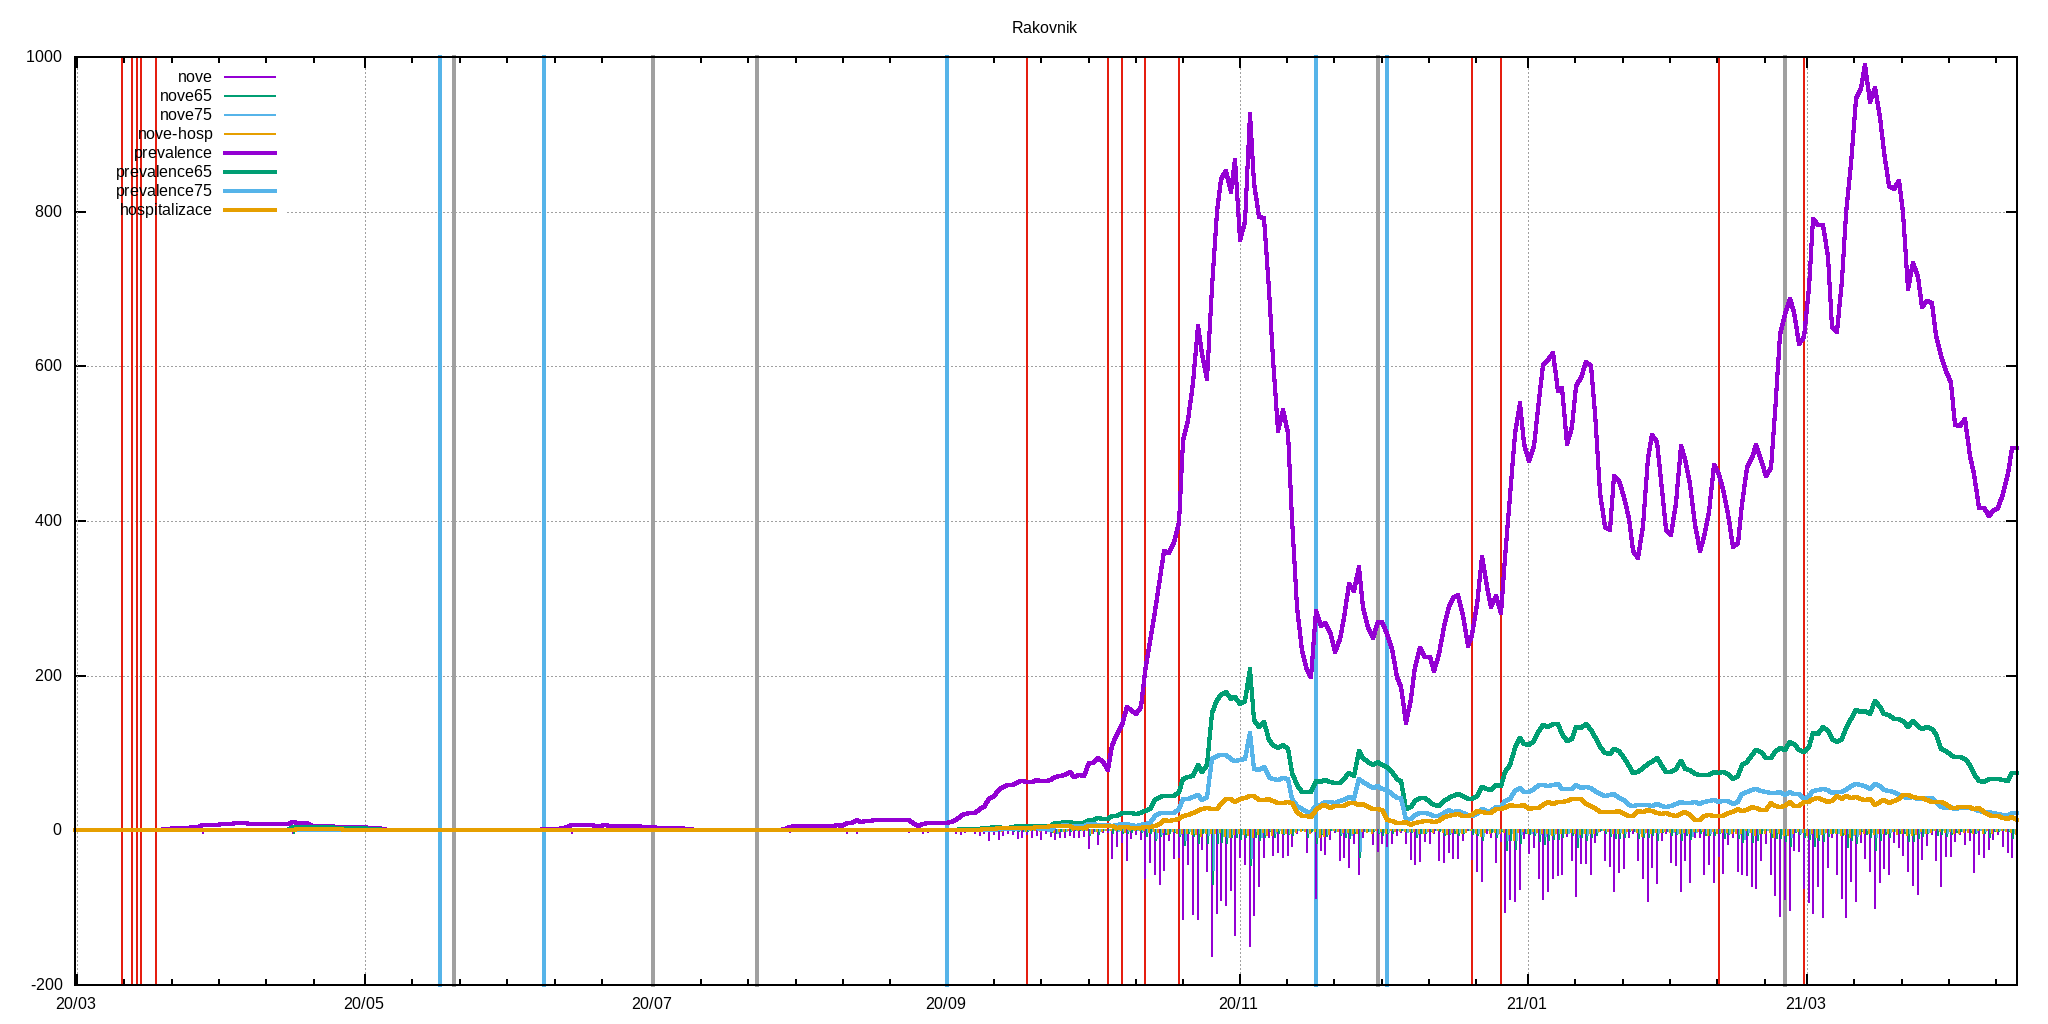 Rakovnik
1000
800
600
400
200
0
-200
nove
nove65
nove75
nove-hosp
prevalence
prevalence65
prevalence75
hospitalizace
20/03
20/05
20/07
20/09
20/11
21/01
21/03